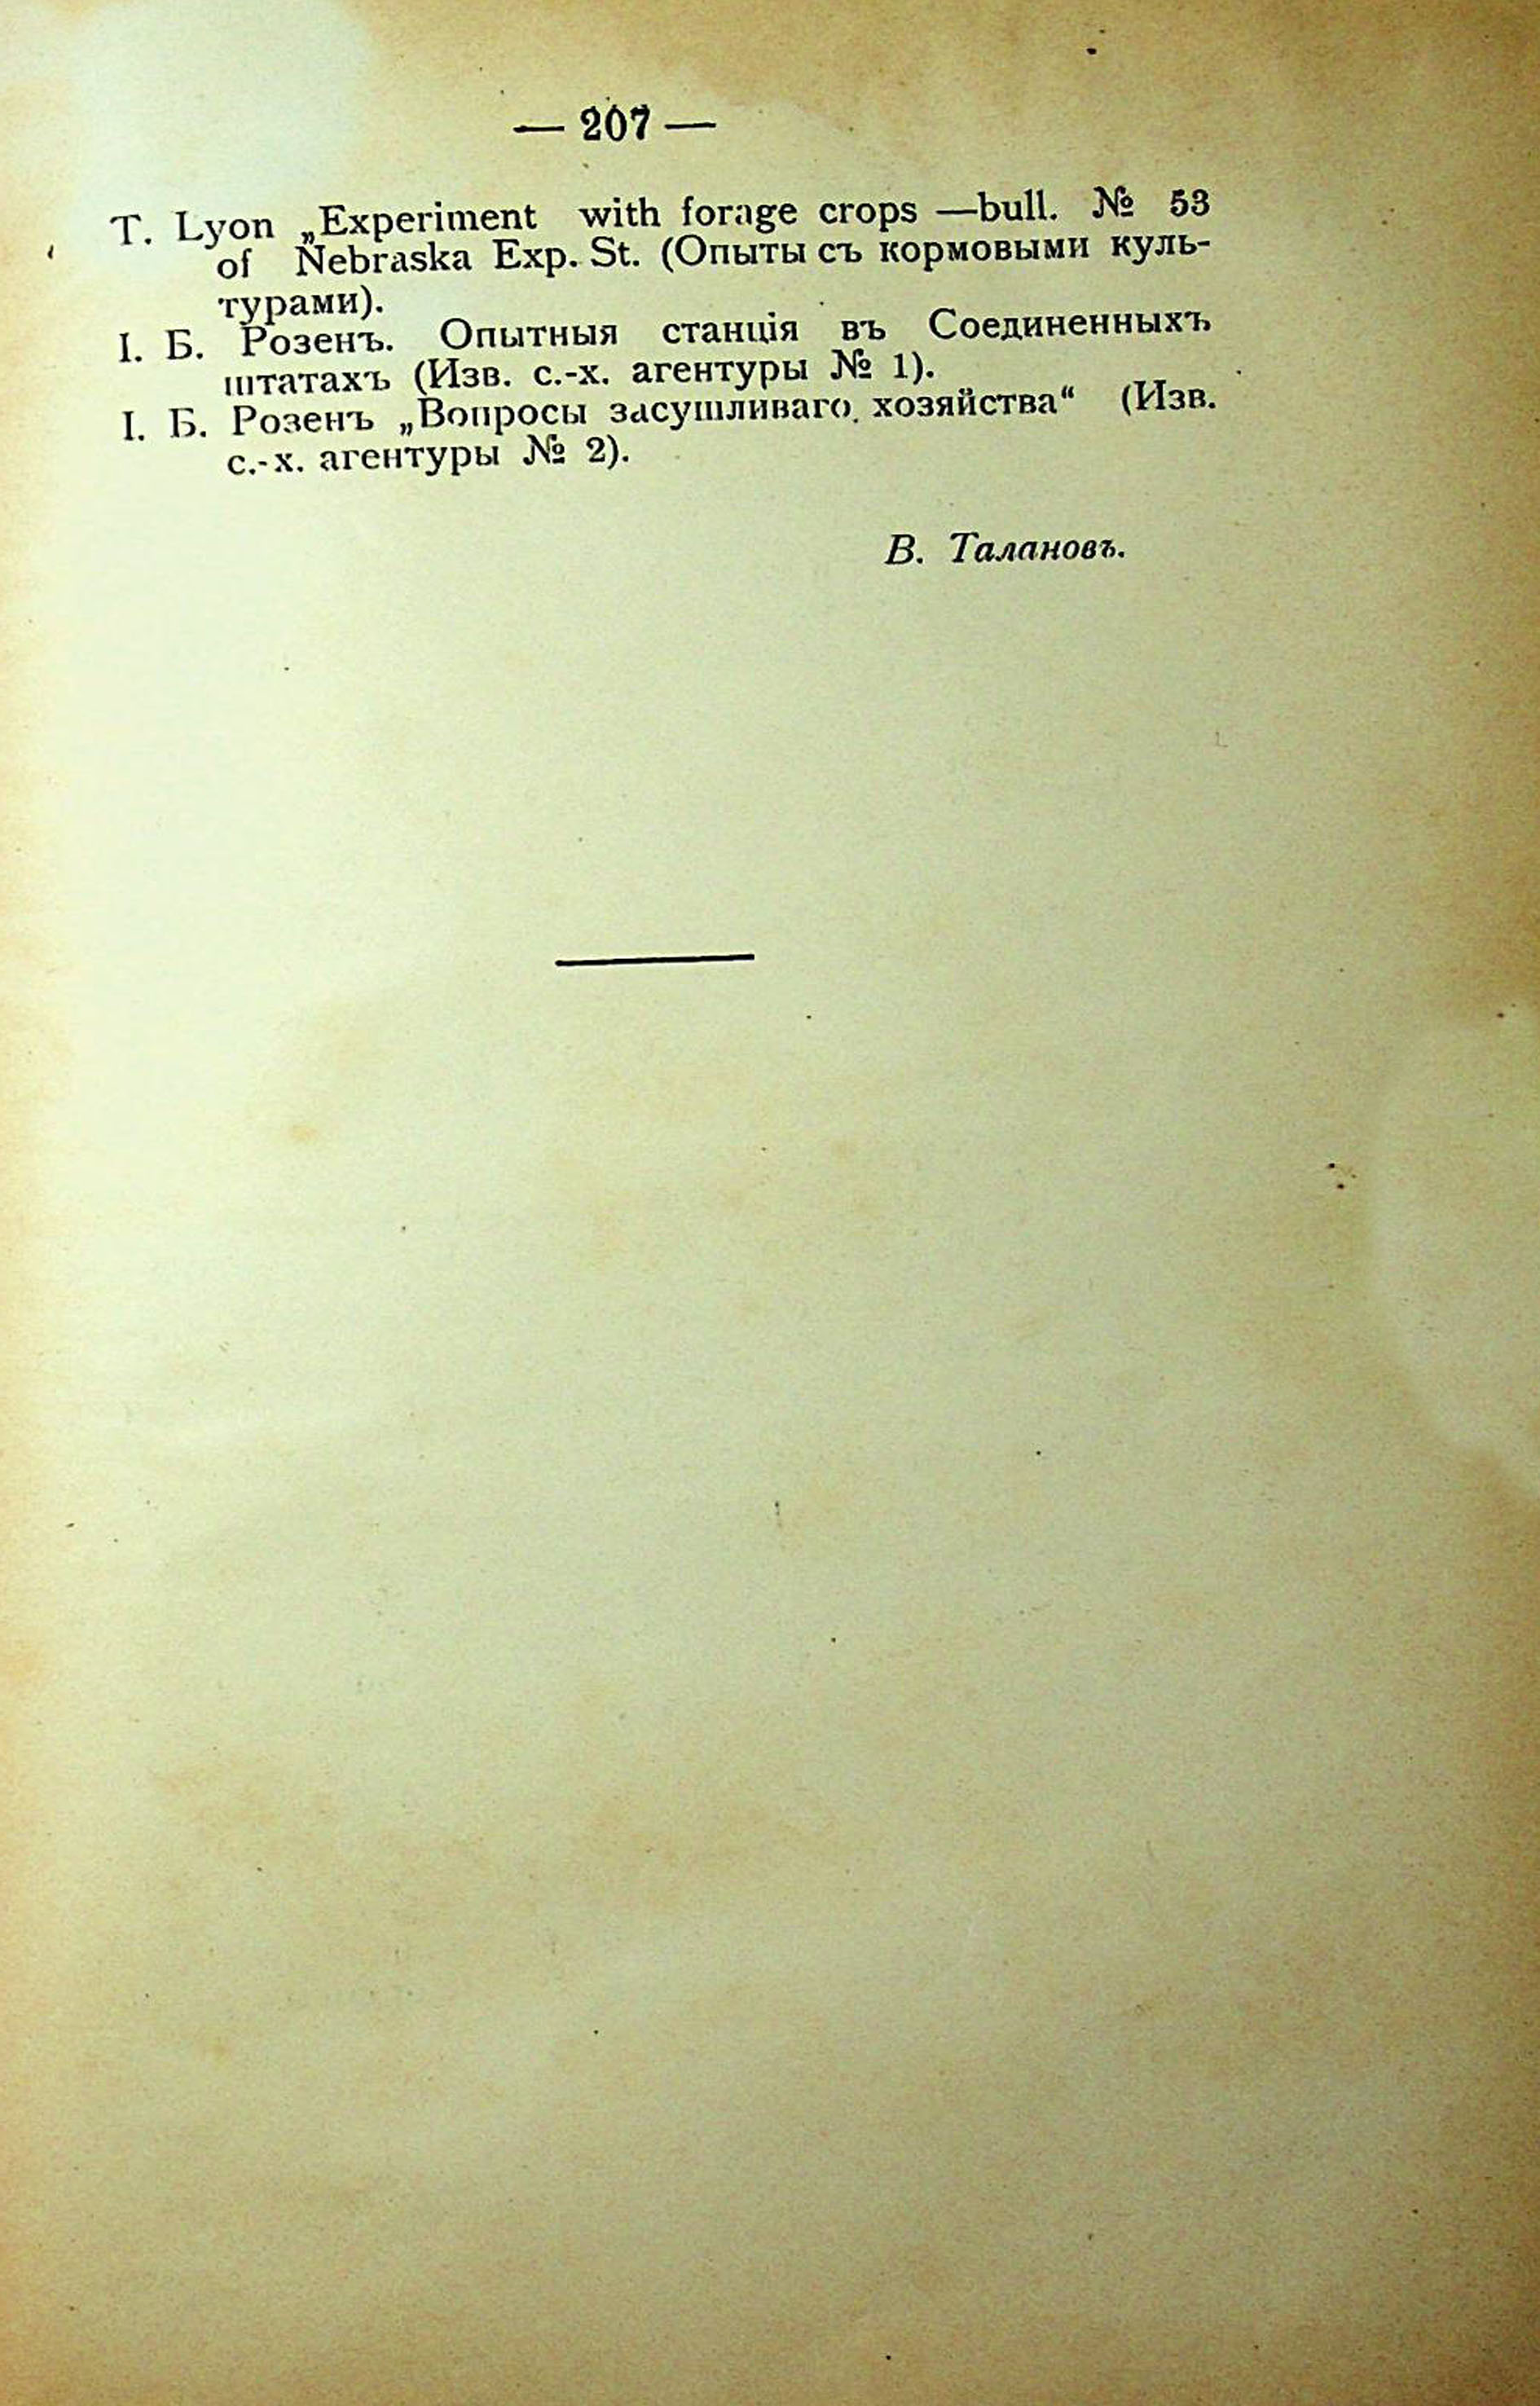 — 207 —
T. Lyon „Experiment with forage crops —bull. № 53
of Nebraska Exp. St. (Опыты съ кормовыми куль-
турами).
І. Б. Розенъ. Опытныя станція въ Соединенныхъ
штатахъ (Изв. с.-х. агентуры № 1).
І. Б. Розенъ „Вопросы засушливаго хозяйства“ (Изв.
с.-х. агентуры № 2).
В. Талановъ.